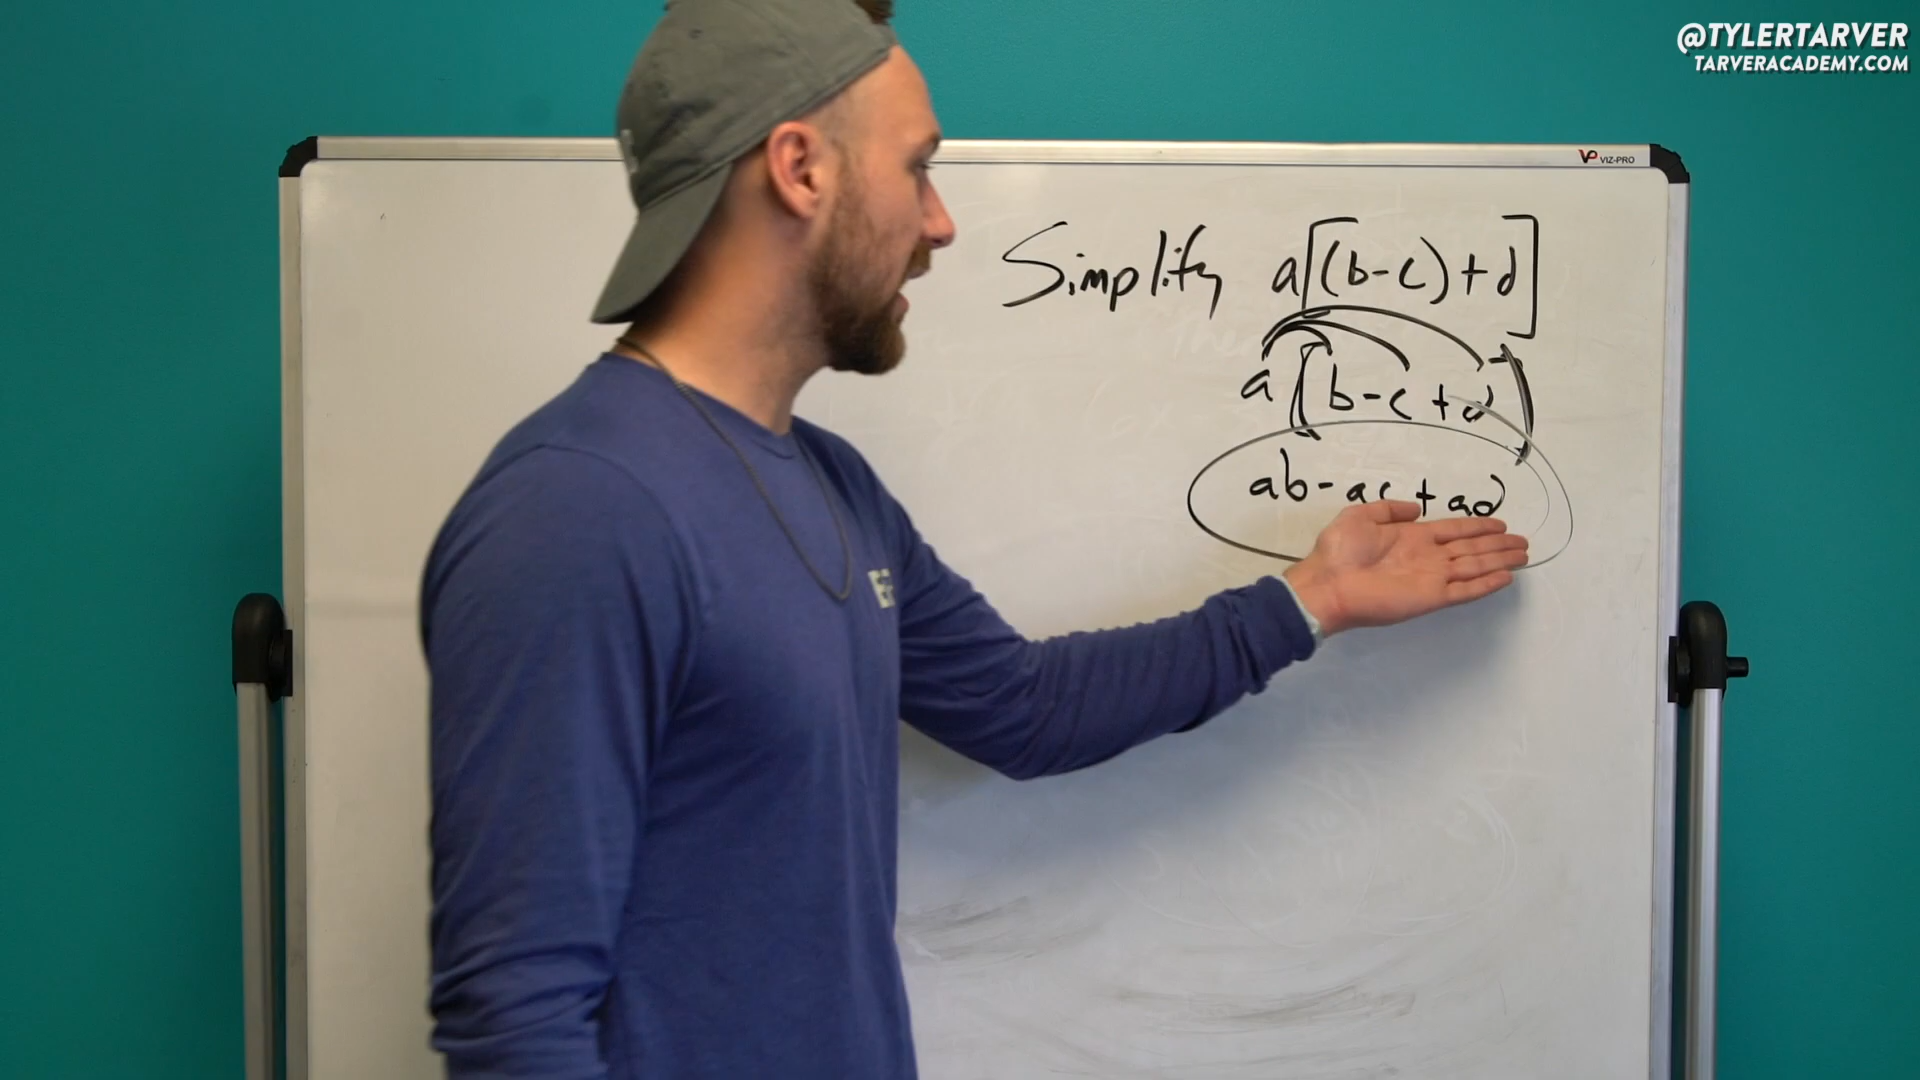 @TYLERTARVER
TARVERACADEMY.COM
VP VIZ-PRO
Simplify a[(b-c)+d]
a(b-c+d)
ab-ac+ad